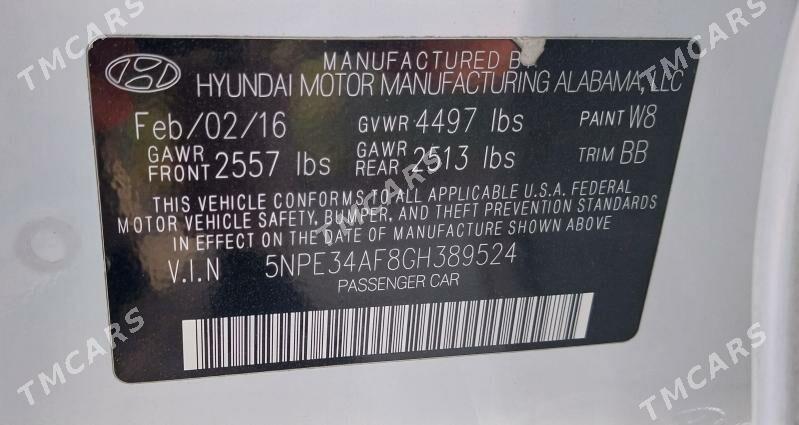 MANUFACTURED B
HYUNDAI MOTOR MANUFACTURING ALABAMA, LLC
Feb/02/16 GVWR 4497 lbs PAINT W8
GAWR FRONT 2557 lbs GAWR REAR 2513 lbs TRIM BB
THIS VEHICLE CONFORMS TO ALL APPLICABLE U.S.A. FEDERAL
MOTOR VEHICLE SAFETY, BUMPER, AND THEFT PREVENTION STANDARDS
IN EFFECT ON THE DATE OF MANUFACTURE SHOWN ABOVE
V.I.N 5NPE34AF8GH389524
PASSENGER CAR
TMCARS
TMCARS
TMCARS
TMCARS
TMCARS